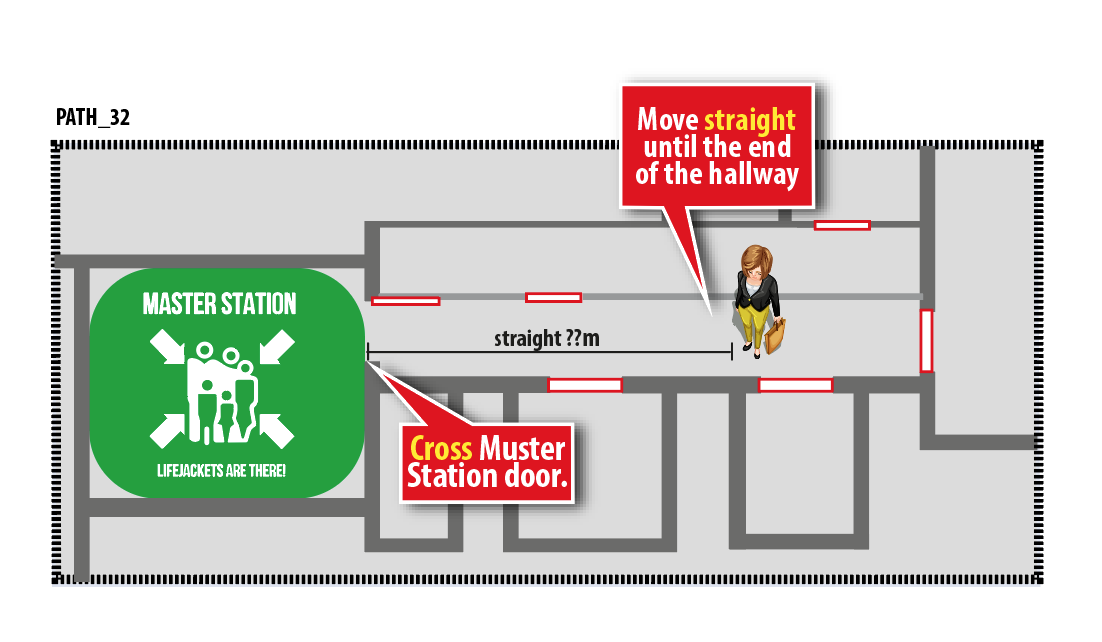 PATH_32
Move straight
until the end
of the hallway
MASTER STATION
straight ??m
Cross Muster
Station door.
LIFEJACKETS ARE THERE!